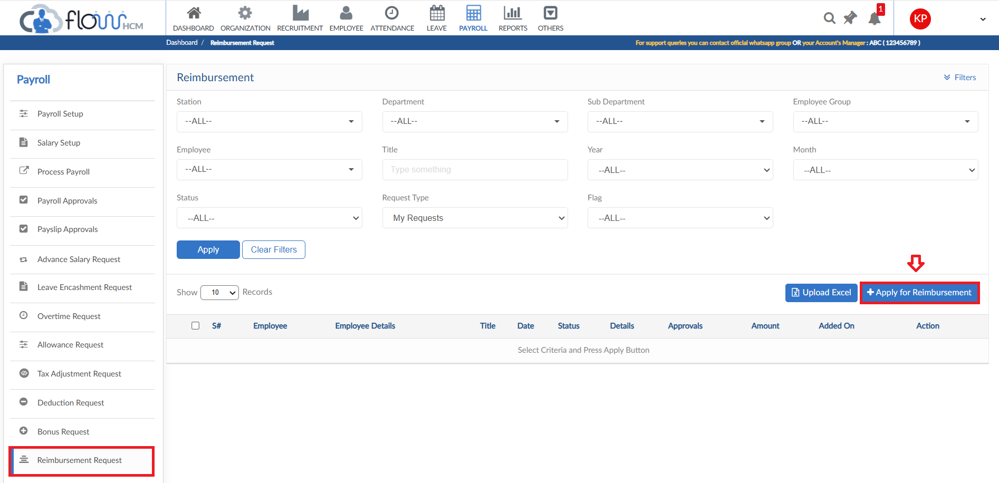 flowHCM
DASHBOARD ORGANIZATION RECRUITMENT EMPLOYEE ATTENDANCE LEAVE PAYROLL REPORTS OTHERS
1
KP
Dashboard / Reimbursement Request
For support queries you can contact official whatsapp group OR your Account's Manager : ABC ( 123456789 )
Payroll
Payroll Setup
Salary Setup
Process Payroll
Payroll Approvals
Payslip Approvals
Advance Salary Request
Leave Encashment Request
Overtime Request
Allowance Request
Tax Adjustment Request
Deduction Request
Bonus Request
Reimbursement Request
Reimbursement
Filters
Station Department Sub Department Employee Group
--ALL-- --ALL-- --ALL-- --ALL--
Employee Title Year Month
--ALL-- Type something --ALL-- --ALL--
Status Request Type Flag
--ALL-- My Requests --ALL--
Apply Clear Filters
Show 10 Records
Upload Excel + Apply for Reimbursement
S# Employee Employee Details Title Date Status Details Approvals Amount Added On Action
Select Criteria and Press Apply Button